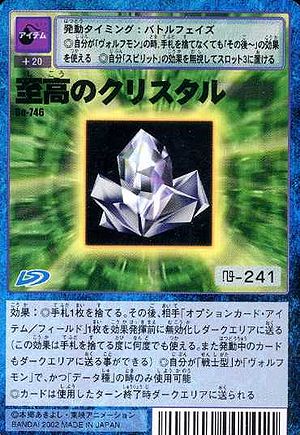 アイテム
+20
発動タイミング:バトルフェイズ
◎自分が「ヴォルフモン」の時,手札を捨てなくても「その後〜」の効果
を使える ◎自分「スピリット」の効果を無視してスロット3に置ける
しこう
至高のクリスタル
Bo-746
-241
効果:◎手札1枚を捨てる。その後、相手「オプションカード・アイ
テム/フィールド」1枚を効果発揮前に無効化しダークエリアに送る
(この効果は手札を捨てる度に何度でも使える。また発動中のカード
もダークエリアに送る事ができる) ◎自分が「戦士型」か「ヴォルフ
モン」で、かつ「データ種」の時のみ使用可能
◎カードは使用したターン終了時ダークエリアに送られる
©本郷あきよし・東映アニメーション
BANDAI 2002 MADE IN JAPAN